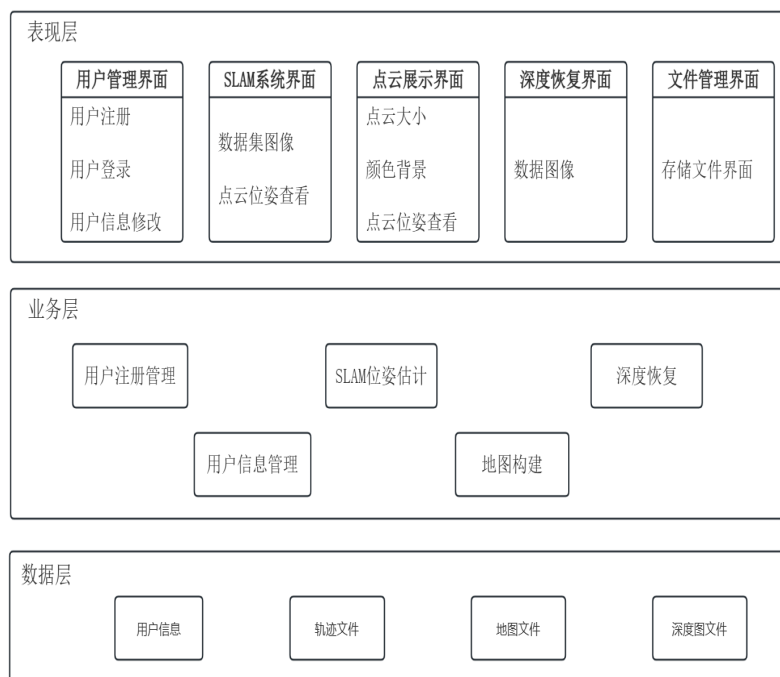 表现层
用户管理界面
用户注册
用户登录
用户信息修改
SLAM系统界面
数据集图像
点云位姿查看
点云展示界面
点云大小
颜色背景
点云位姿查看
深度恢复界面
数据图像
文件管理界面
存储文件界面
业务层
用户注册管理
SLAM位姿估计
深度恢复
用户信息管理
地图构建
数据层
用户信息
轨迹文件
地图文件
深度图文件